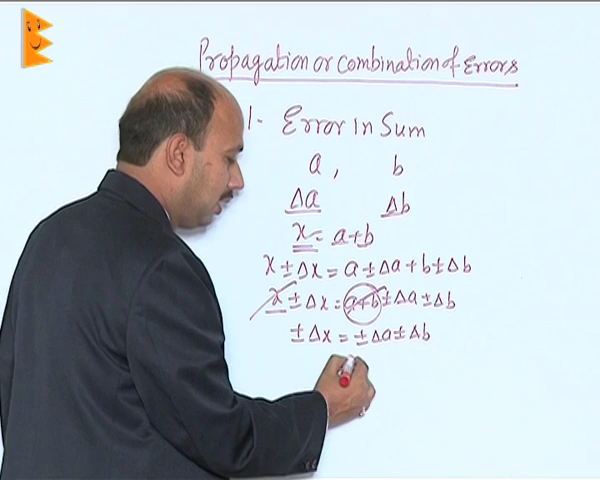 Propagation or Combination of Errors
1- Error in Sum
a, b
Δa Δb
x = a+b
x ± Δx = a ± Δa + b ± Δb
x ± Δx = a+b ± Δa ± Δb
± Δx = ± Δa ± Δb